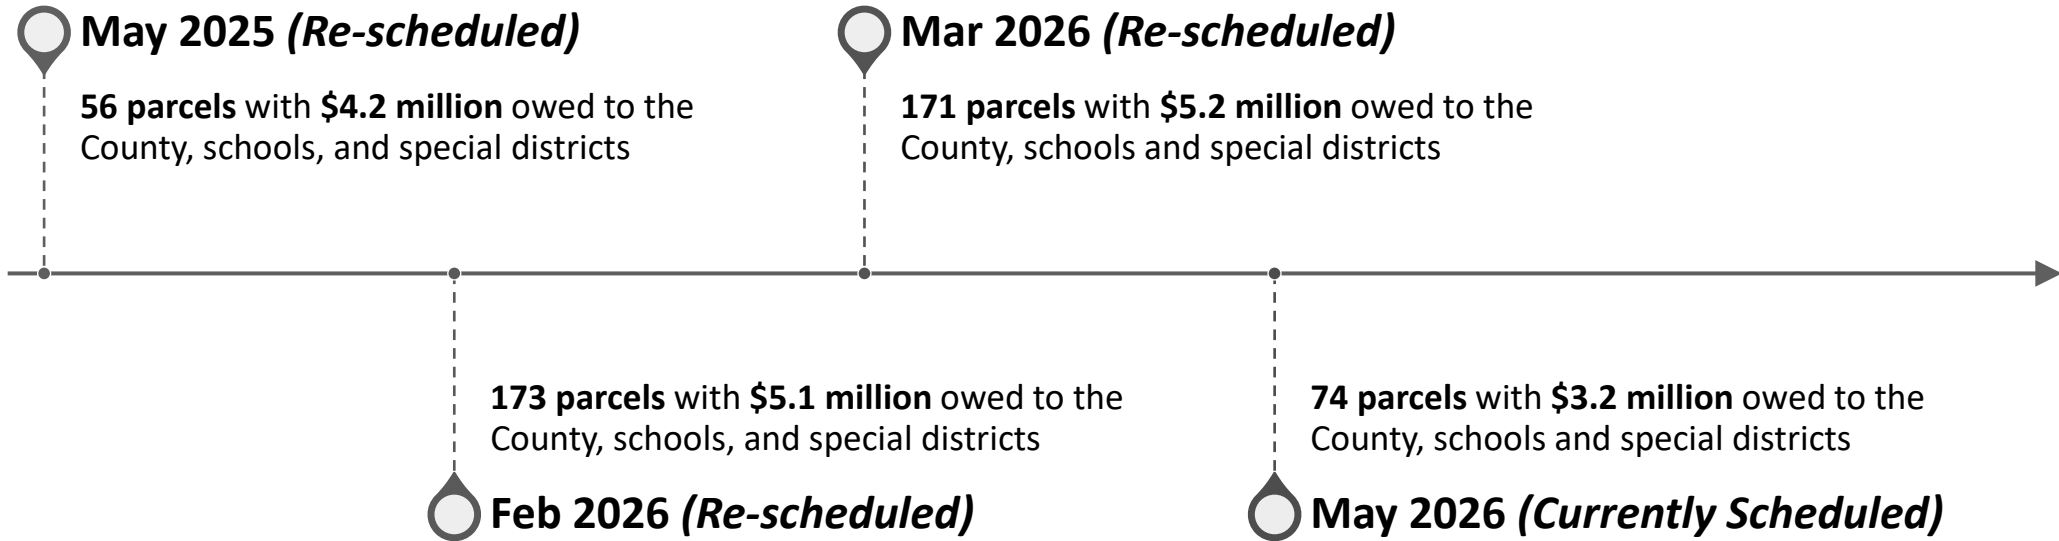 May 2025 (Re-scheduled)
56 parcels with $4.2 million owed to the
County, schools, and special districts
173 parcels with $5.1 million owed to the
County, schools, and special districts
Feb 2026 (Re-scheduled)
Mar 2026 (Re-scheduled)
171 parcels with $5.2 million owed to the
County, schools and special districts
74 parcels with $3.2 million owed to the
County, schools and special districts
May 2026 (Currently Scheduled)